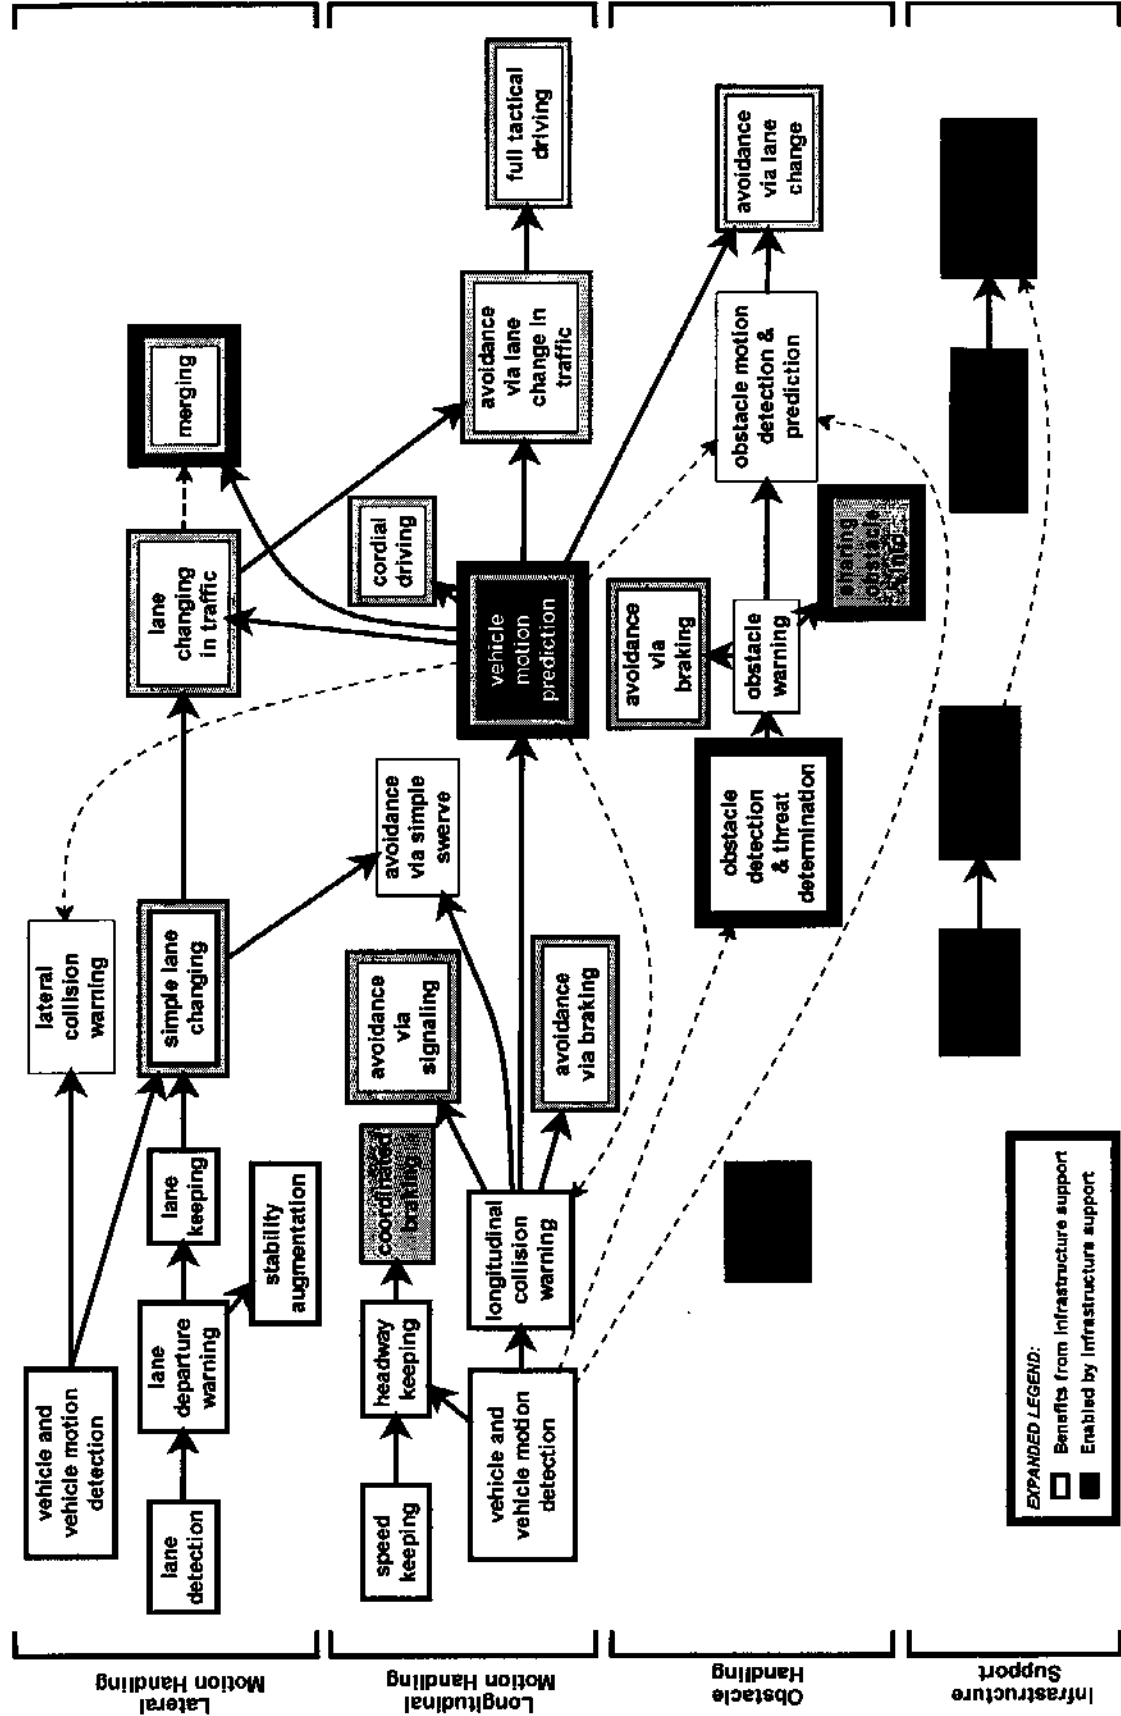 Lateral
Motion Handling
vehicle and
vehicle motion
detection
lateral
collision
warning
lane
detection
lane
departure
warning
lane
keeping
simple lane
changing
lane
changing
in traffic
merging
stability
augmentation
Longitudinal
Motion Handling
speed
keeping
headway
keeping
coordinated
braking
avoidance
via
signaling
avoidance
via simple
swerve
cordial
driving
vehicle and
vehicle motion
detection
longitudinal
collision
warning
avoidance
via braking
vehicle
motion
prediction
avoidance
via lane
change in
traffic
full tactical
driving
Obstacle
Handling
avoidance
via
braking
obstacle
detection
& threat
determination
obstacle
warning
sharing
obstacle
info
obstacle motion
detection &
prediction
avoidance
via lane
change
Infrastructure
Support
EXPANDED LEGEND:
Benefits from Infrastructure support
Enabled by Infrastructure support